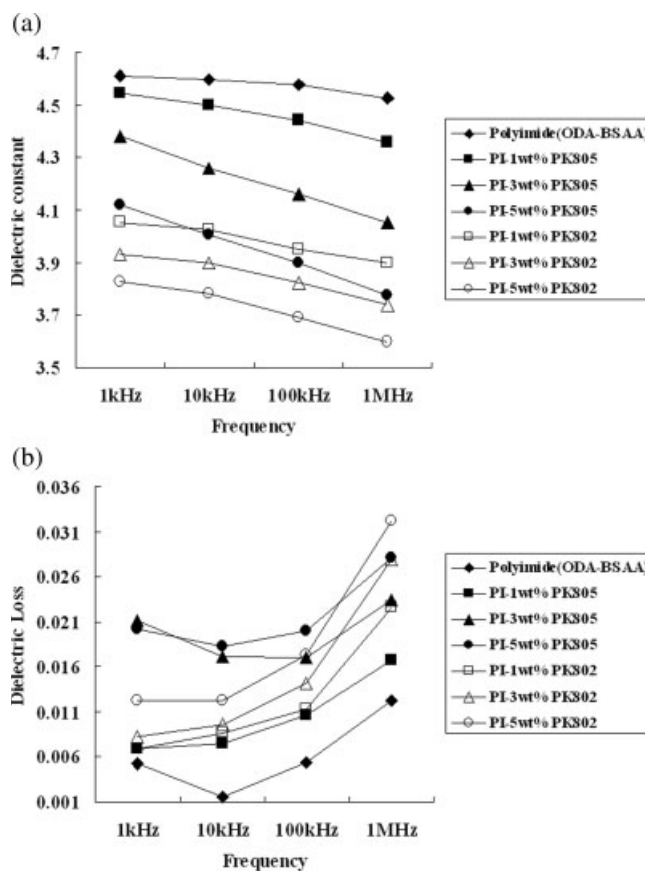 (a)
4.7
4.5
4.3
4.1
3.9
3.7
3.5
Dielectric constant
1kHz
10kHz
100kHz
1MHz
Frequency
Polyimide(ODA-BSAA)
PI-1wt% PK805
PI-3wt% PK805
PI-5wt% PK805
PI-1wt% PK802
PI-3wt% PK802
PI-5wt% PK802
(b)
0.036
0.031
0.026
0.021
0.016
0.011
0.006
0.001
Dielectric Loss
1kHz
10kHz
100kHz
1MHz
Frequency
Polyimide(ODA-BSAA)
PI-1wt% PK805
PI-3wt% PK805
PI-5wt% PK805
PI-1wt% PK802
PI-3wt% PK802
PI-5wt% PK802